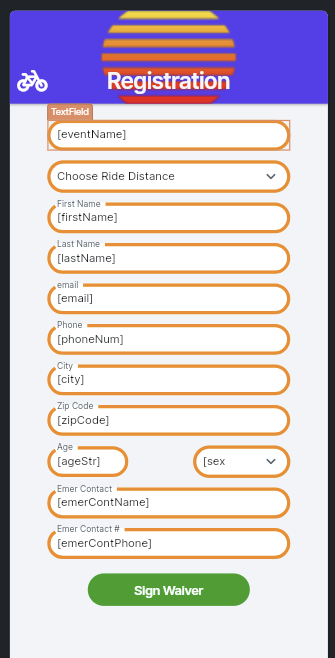 Registration
TextField
[eventName]
Choose Ride Distance
First Name
[firstName]
Last Name
[lastName]
email
[email]
Phone
[phoneNum]
City
[city]
Zip Code
[zipCode]
Age
[ageStr]
[sex
Emer Contact
[emerContName]
Emer Contact #
[emerContPhone]
Sign Waiver